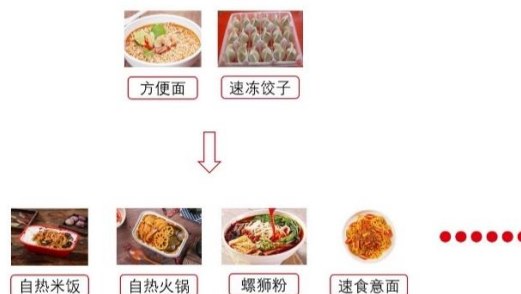 方便面
速冻饺子
自热米饭
自热火锅
螺狮粉
速食意面